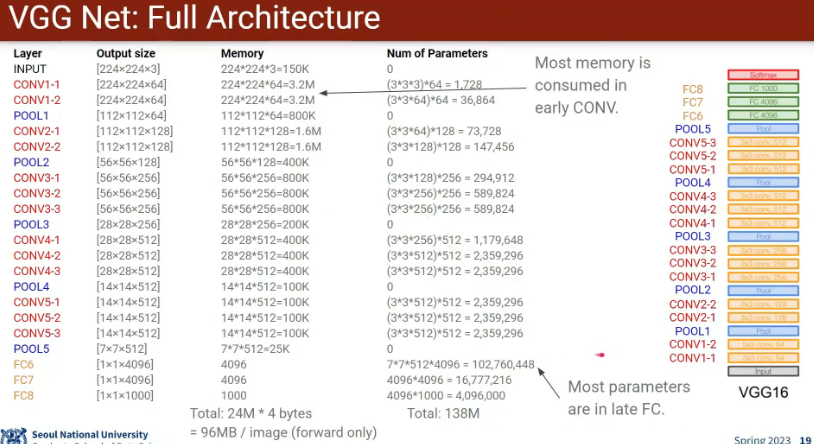 VGG Net: Full Architecture
Layer Output size Memory Num of Parameters
INPUT [224×224×3] 224*224*3=150K 0
CONV1-1 [224×224×64] 224*224*64=3.2M (3*3*3)*64 = 1,728
CONV1-2 [224×224×64] 224*224*64=3.2M (3*3*64)*64 = 36,864
POOL1 [112×112×64] 112*112*64=800K 0
CONV2-1 [112×112×128] 112*112*128=1.6M (3*3*64)*128 = 73,728
CONV2-2 [112×112×128] 112*112*128=1.6M (3*3*128)*128 = 147,456
POOL2 [56×56×128] 56*56*128=400K 0
CONV3-1 [56×56×256] 56*56*256=800K (3*3*128)*256 = 294,912
CONV3-2 [56×56×256] 56*56*256=800K (3*3*256)*256 = 589,824
CONV3-3 [56×56×256] 56*56*256=800K (3*3*256)*256 = 589,824
POOL3 [28×28×256] 28*28*256=200K 0
CONV4-1 [28×28×512] 28*28*512=400K (3*3*256)*512 = 1,179,648
CONV4-2 [28×28×512] 28*28*512=400K (3*3*512)*512 = 2,359,296
CONV4-3 [28×28×512] 28*28*512=400K (3*3*512)*512 = 2,359,296
POOL4 [14×14×512] 14*14*512=100K 0
CONV5-1 [14×14×512] 14*14*512=100K (3*3*512)*512 = 2,359,296
CONV5-2 [14×14×512] 14*14*512=100K (3*3*512)*512 = 2,359,296
CONV5-3 [14×14×512] 14*14*512=100K (3*3*512)*512 = 2,359,296
POOL5 [7×7×512] 7*7*512=25K 0
FC6 [1×1×4096] 4096 7*7*512*4096 = 102,760,448
FC7 [1×1×4096] 4096 4096*4096 = 16,777,216
FC8 [1×1×1000] 1000 4096*1000 = 4,096,000
Total: 24M * 4 bytes Total: 138M
= 96MB / image (forward only)
Most memory is
consumed in
early CONV.
Most parameters
are in late FC.
Softmax
FC8 FC 1000
FC7 FC 4096
FC6 FC 4096
POOL5 Pool
CONV5-3 3x3 conv, 512
CONV5-2 3x3 conv, 512
CONV5-1 3x3 conv, 512
POOL4 Pool
CONV4-3 3x3 conv, 512
CONV4-2 3x3 conv, 512
CONV4-1 3x3 conv, 512
POOL3 Pool
CONV3-3 3x3 conv, 256
CONV3-2 3x3 conv, 256
CONV3-1 3x3 conv, 256
POOL2 Pool
CONV2-2 3x3 conv, 128
CONV2-1 3x3 conv, 128
POOL1 Pool
CONV1-2 3x3 conv, 64
CONV1-1 3x3 conv, 64
Input
VGG16
Seoul National University
Spring 2023 19